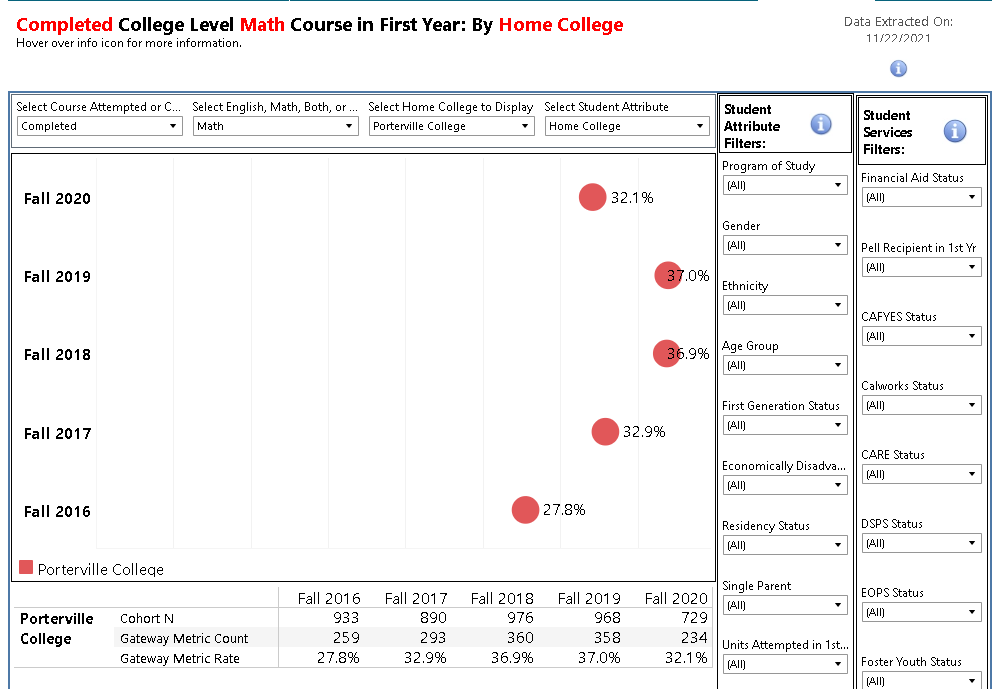 Completed College Level Math Course in First Year: By Home College
Hover over info icon for more information.
Data Extracted On:
11/22/2021
Select Course Attempted or C...
Completed
Select English, Math, Both, or ...
Math
Select Home College to Display
Porterville College
Select Student Attribute
Home College
Fall 2020
32.1%
Fall 2019
37.0%
Fall 2018
36.9%
Fall 2017
32.9%
Fall 2016
27.8%
Porterville College
Fall 2016 Fall 2017 Fall 2018 Fall 2019 Fall 2020
Porterville College
Cohort N 933 890 976 968 729
Gateway Metric Count 259 293 360 358 234
Gateway Metric Rate 27.8% 32.9% 36.9% 37.0% 32.1%
Student
Attribute
Filters:
Program of Study
(All)
Gender
(All)
Ethnicity
(All)
Age Group
(All)
First Generation Status
(All)
Economically Disadva...
(All)
Residency Status
(All)
Single Parent
(All)
Units Attempted in 1st...
(All)
Student
Services
Filters:
Financial Aid Status
(All)
Pell Recipient in 1st Yr
(All)
CAFYES Status
(All)
Calworks Status
(All)
CARE Status
(All)
DSPS Status
(All)
EOPS Status
(All)
Foster Youth Status
(All)